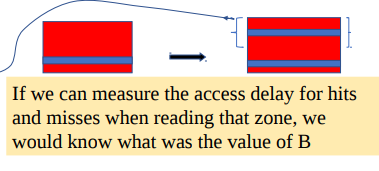 If we can measure the access delay for hits
and misses when reading that zone, we
would know what was the value of B